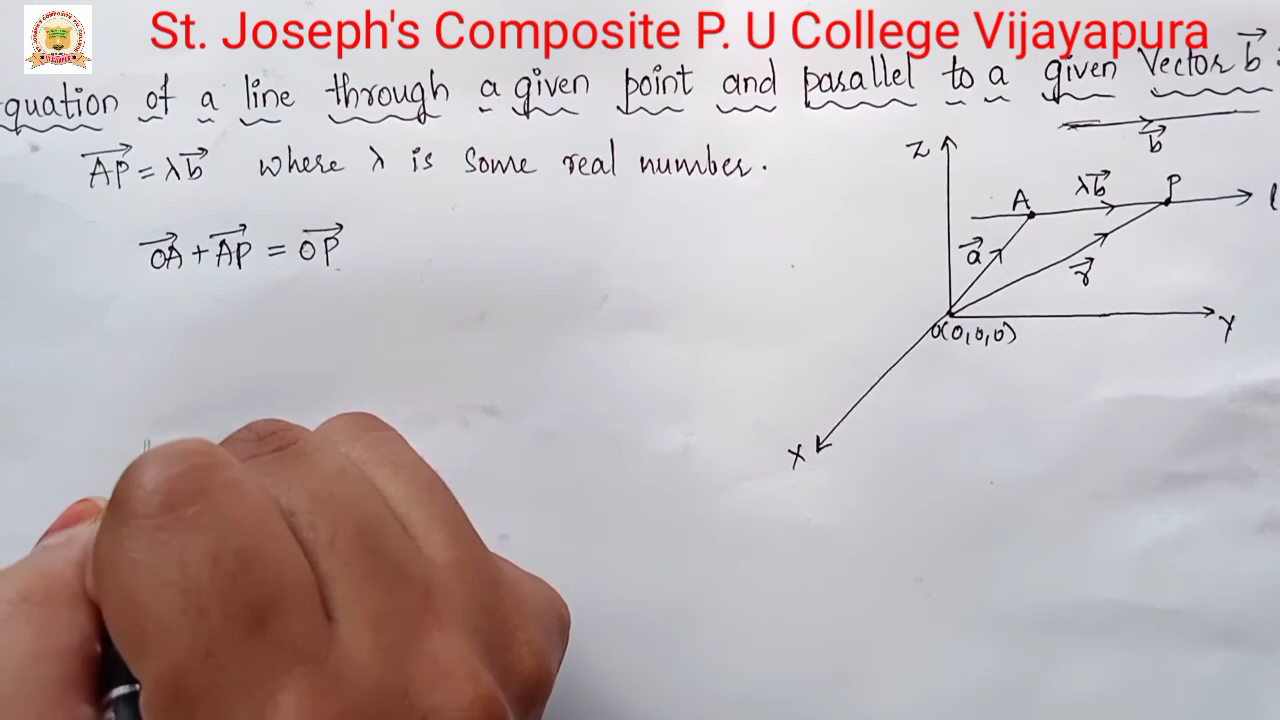 St. Joseph's Composite P. U College Vijayapura
quation of a line through a given point and parallel to a given Vector b⃗ :
b⃗
AP⃗ = λb⃗ where λ is some real number.
Z
A
λb⃗
P
l
OA⃗ + AP⃗ = OP⃗
a⃗
r⃗
O(0,0,0)
Y
X